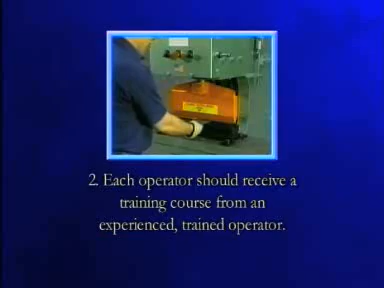 2. Each operator should receive a
training course from an
experienced, trained operator.